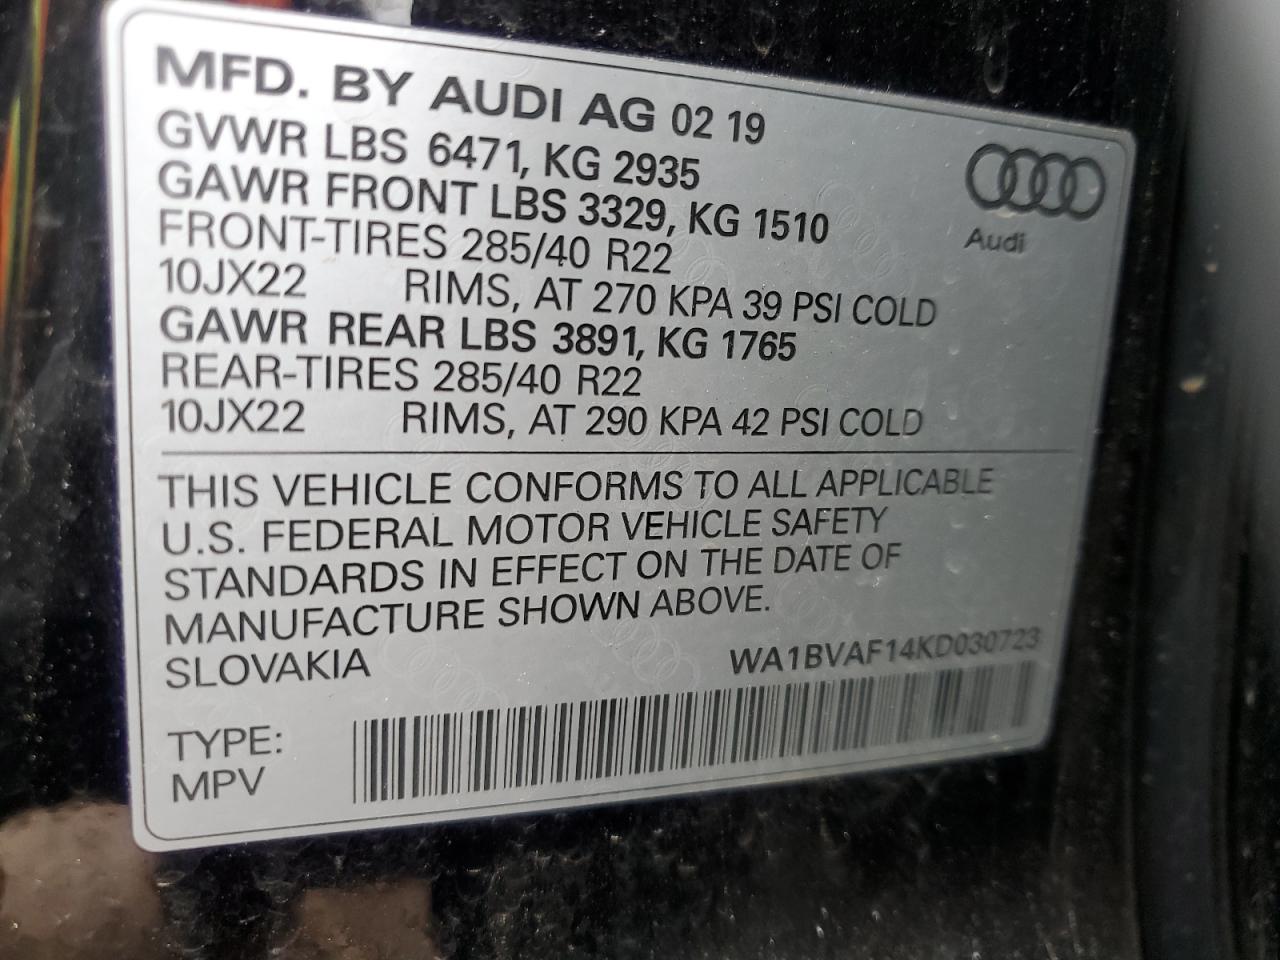 MFD. BY AUDI AG 02 19
GVWR LBS 6471, KG 2935
GAWR FRONT LBS 3329, KG 1510
FRONT-TIRES 285/40 R22
10JX22 RIMS, AT 270 KPA 39 PSI COLD
GAWR REAR LBS 3891, KG 1765
REAR-TIRES 285/40 R22
10JX22 RIMS, AT 290 KPA 42 PSI COLD
Audi
THIS VEHICLE CONFORMS TO ALL APPLICABLE
U.S. FEDERAL MOTOR VEHICLE SAFETY
STANDARDS IN EFFECT ON THE DATE OF
MANUFACTURE SHOWN ABOVE.
SLOVAKIA WA1BVAF14KD030723
TYPE:
MPV